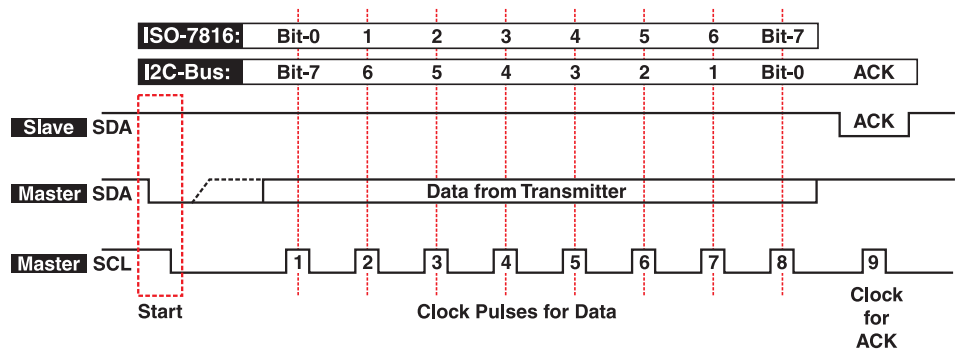 ISO-7816: Bit-0 1 2 3 4 5 6 Bit-7
I2C-Bus: Bit-7 6 5 4 3 2 1 Bit-0 ACK
Slave SDA ACK
Master SDA Data from Transmitter
Master SCL 1 2 3 4 5 6 7 8 9
Start Clock Pulses for Data Clock
for
ACK